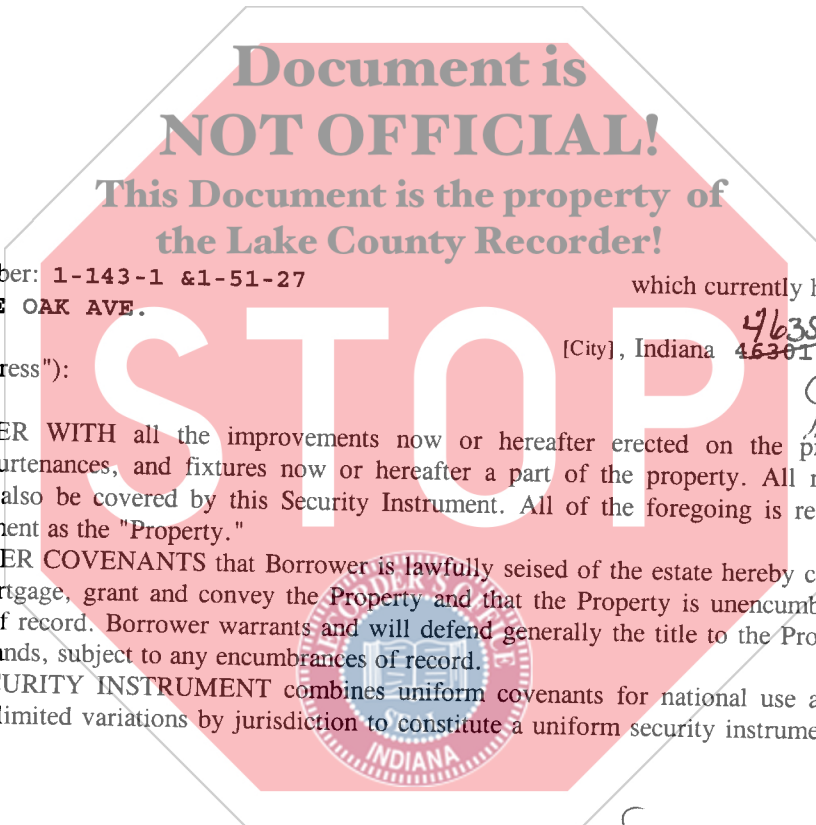 Document is
NOT OFFICIAL!
This Document is the property of
the Lake County Recorder!
STOP
ber: 1-143-1 &1-51-27 which currently h
E OAK AVE.
[City], Indiana 46301
ress"):
ER WITH all the improvements now or hereafter erected on the p
urtenances, and fixtures now or hereafter a part of the property. All r
also be covered by this Security Instrument. All of the foregoing is re
nent as the "Property."
ER COVENANTS that Borrower is lawfully seised of the estate hereby c
rtgage, grant and convey the Property and that the Property is unencumb
f record. Borrower warrants and will defend generally the title to the Pro
nds, subject to any encumbrances of record.
CURITY INSTRUMENT combines uniform covenants for national use a
limited variations by jurisdiction to constitute a uniform security instrume
INDIANA